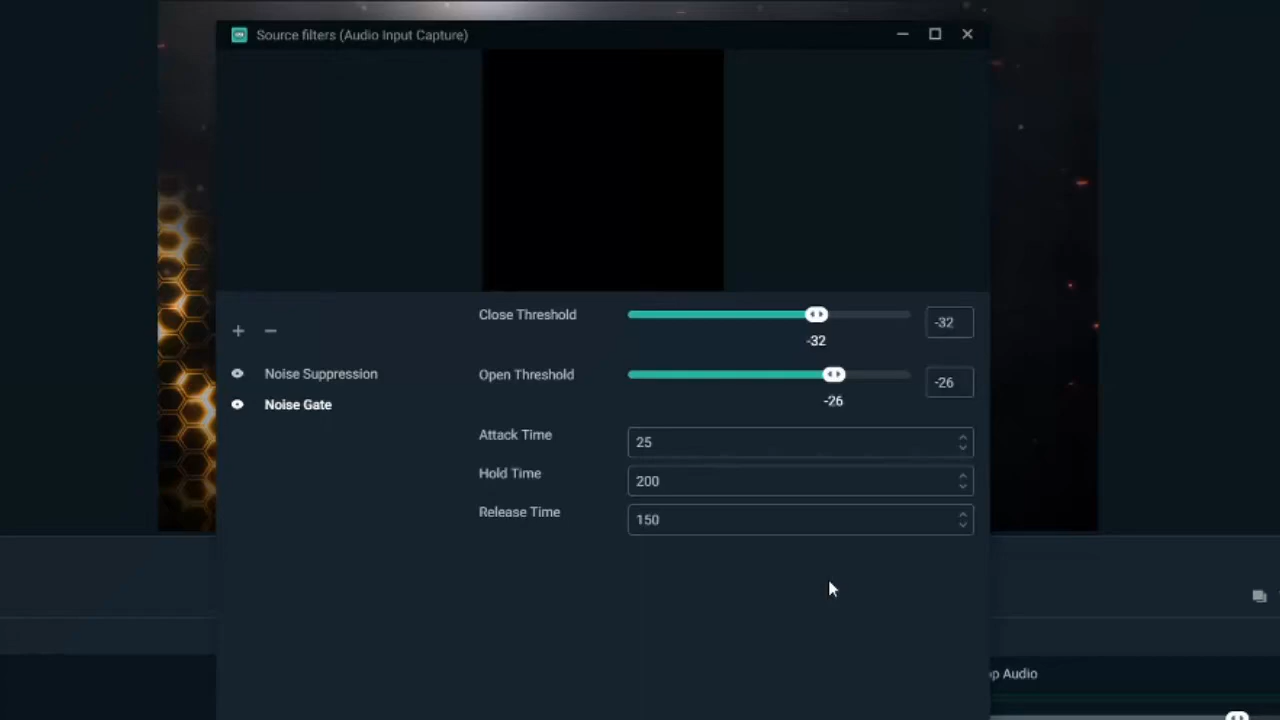 Source filters (Audio Input Capture)
Close Threshold
-32
-32
Noise Suppression
Open Threshold
-26
-26
Noise Gate
Attack Time
25
Hold Time
200
Release Time
150
Audio